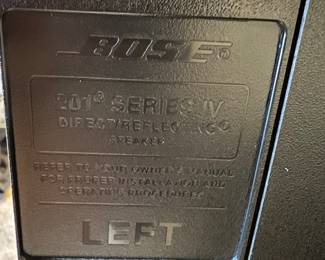 BOSE®
201® SERIES IV
DIRECT/REFLECTING®
SPEAKER
REFER TO YOUR OWNER'S MANUAL
FOR PROPER INSTALLATION AND
OPERATING PROCEDURES
LEFT